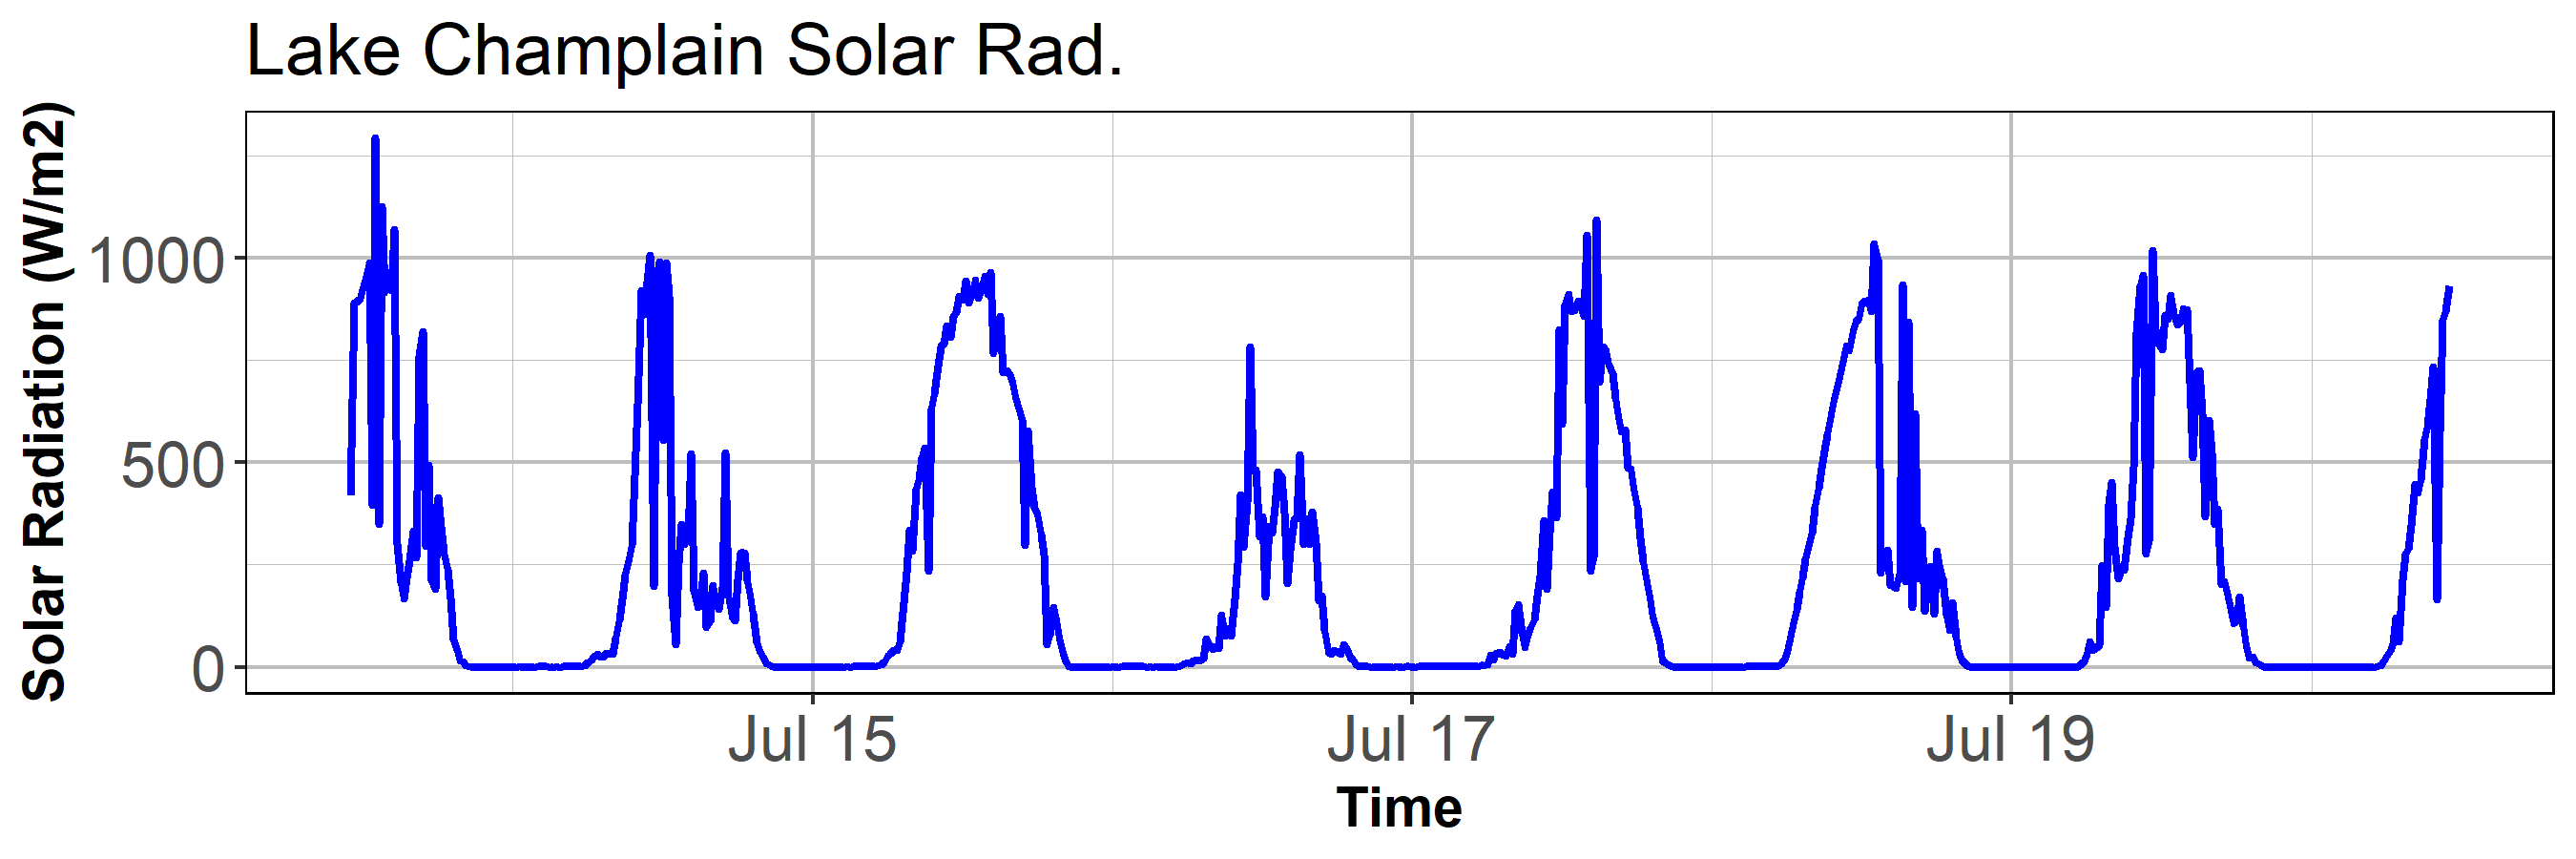 Lake Champlain Solar Rad.
Solar Radiation (W/m2)
1000
500
0
Jul 15
Jul 17
Jul 19
Time